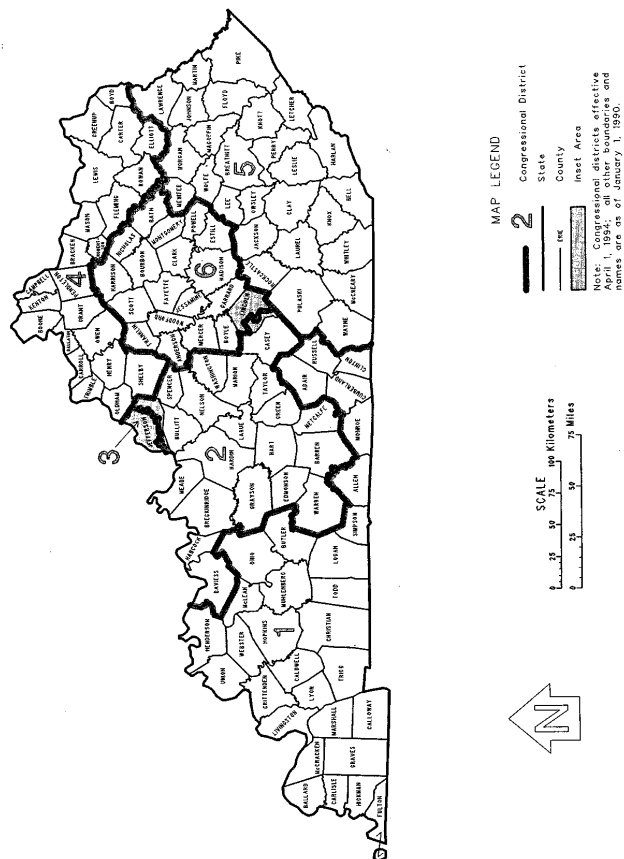 CAMPBELL
KENTON
BOONE
PENDLETON
BRACKEN
MASON
LEWIS
GREENUP
BOYD
CARTER
ELLIOTT
LAWRENCE
ROWAN
FLEMING
GRANT
4
OWEN
CARROLL
TRIMBLE
HENRY
OLDHAM
SHELBY
HARRISON
NICHOLAS
BATH
MENIFEE
MORGAN
JOHNSON
MARTIN
MAGOFFIN
FLOYD
PIKE
SCOTT
FRANKLIN
BOURBON
MONTGOMERY
FAYETTE
CLARK
POWELL
WOLFE
BREATHITT
KNOTT
5
LEE
ESTILL
6
WOODFORD
JESSAMINE
MADISON
ANDERSON
MERCER
BOYLE
GARRARD
LINCOLN
OWSLEY
PERRY
LETCHER
LESLIE
JACKSON
CLAY
HARLAN
ROCKCASTLE
LAUREL
KNOX
BELL
PULASKI
WHITLEY
McCREARY
WAYNE
CASEY
RUSSELL
CLINTON
ADAIR
CUMBERLAND
3
JEFFERSON
SPENCER
BULLITT
NELSON
WASHINGTON
MARION
TAYLOR
MEADE
HARDIN
2
LARUE
GREEN
HART
METCALFE
BARREN
MONROE
BRECKINRIDGE
GRAYSON
EDMONSON
WARREN
ALLEN
HANCOCK
DAVIESS
OHIO
BUTLER
SIMPSON
McLEAN
MUHLENBERG
LOGAN
HENDERSON
WEBSTER
HOPKINS
1
TODD
CHRISTIAN
UNION
CRITTENDEN
CALDWELL
LYON
TRIGG
LIVINGSTON
MARSHALL
CALLOWAY
McCRACKEN
GRAVES
BALLARD
CARLISLE
HICKMAN
FULTON
MAP LEGEND
2 Congressional District
State
ERIE County
Inset Area
Note: Congressional districts effective
April 1, 1994; all other boundaries and
names are as of January 1, 1990.
SCALE
0 25 50 75 100 Kilometers
0 25 50 75 Miles
N